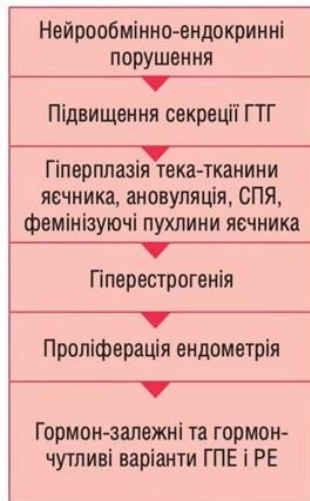 Нейрообмінно-ендокринні
порушення
Підвищення секреції ГТГ
Гіперплазія тека-тканини
яєчника, ановуляція, СПЯ,
фемінізуючі пухлини яєчника
Гіперестрогенія
Проліферація ендометрія
Гормон-залежні та гормон-
чутливі варіанти ГПЕ і РЕ